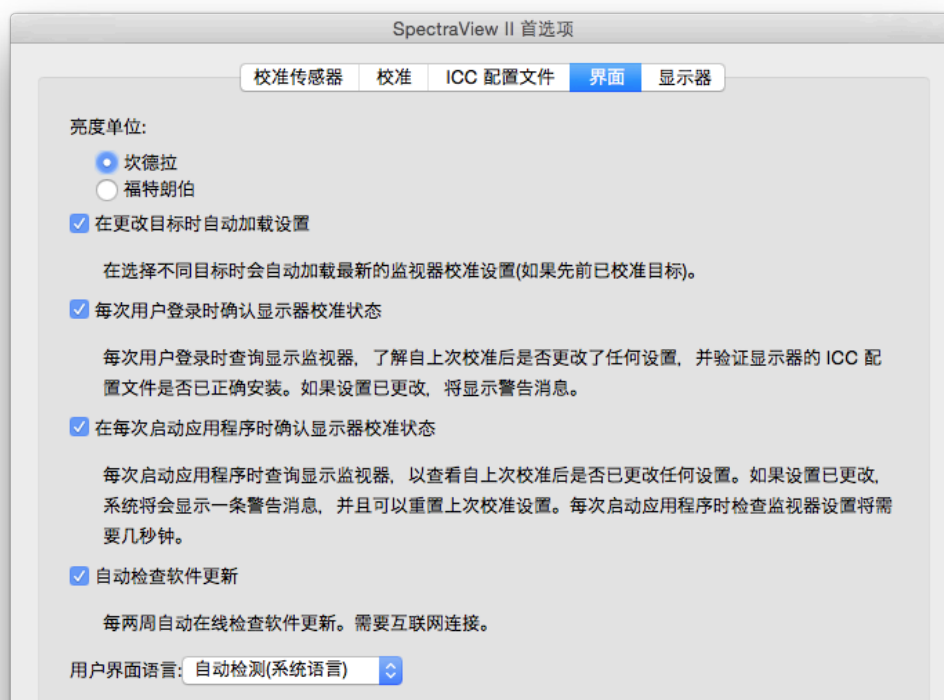 SpectraView II 首选项
校准传感器 校准 ICC 配置文件 界面 显示器
亮度单位:
坎德拉
福特朗伯
在更改目标时自动加载设置
在选择不同目标时会自动加载最新的监视器校准设置(如果先前已校准目标)。
每次用户登录时确认显示器校准状态
每次用户登录时查询显示监视器，了解自上次校准后是否更改了任何设置，并验证显示器的 ICC 配
置文件是否已正确安装。如果设置已更改，将显示警告消息。
在每次启动应用程序时确认显示器校准状态
每次启动应用程序时查询显示监视器，以查看自上次校准后是否已更改任何设置。如果设置已更改，
系统将会显示一条警告消息，并且可以重置上次校准设置。每次启动应用程序时检查监视器设置将需
要几秒钟。
自动检查软件更新
每两周自动在线检查软件更新。需要互联网连接。
用户界面语言: 自动检测(系统语言)